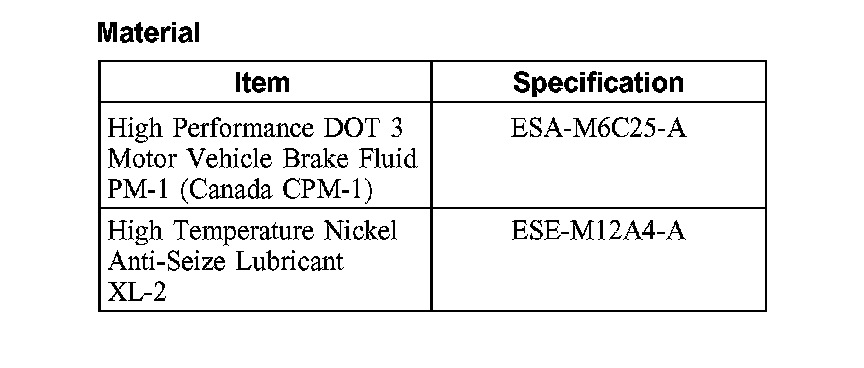 Material
Item Specification
High Performance DOT 3 ESA-M6C25-A
Motor Vehicle Brake Fluid
PM-1 (Canada CPM-1)
High Temperature Nickel ESE-M12A4-A
Anti-Seize Lubricant
XL-2